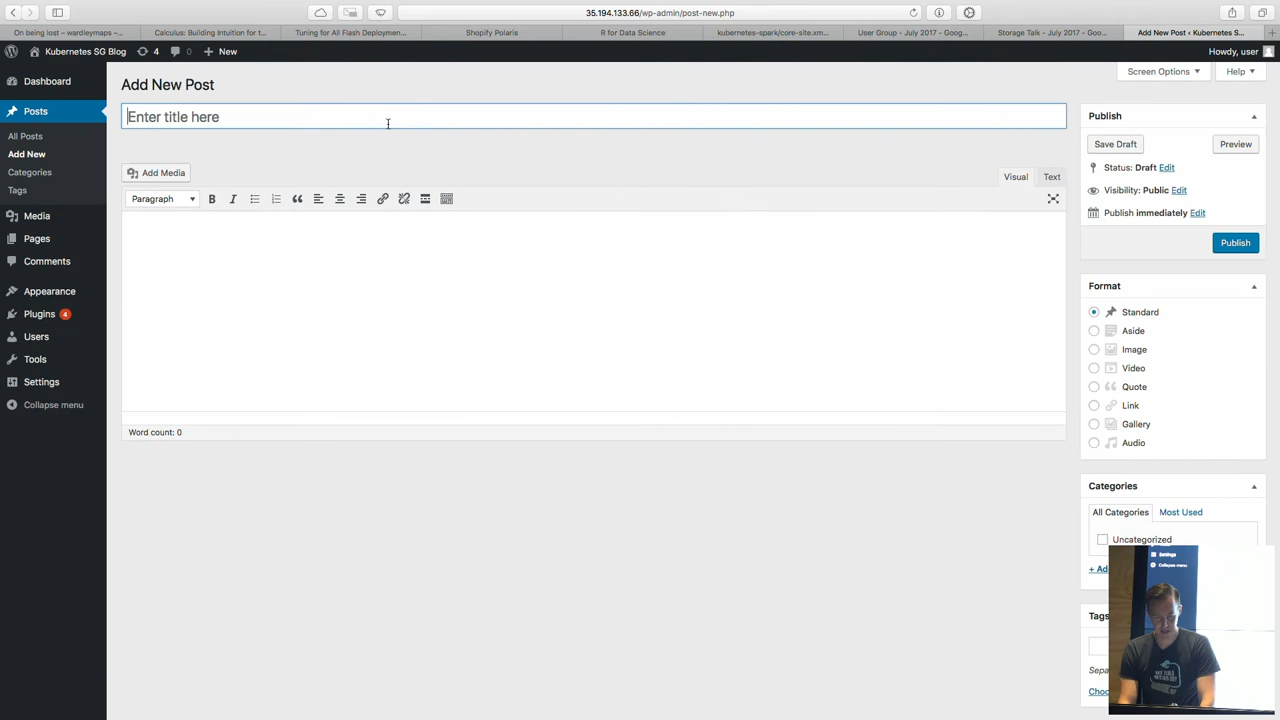 35.194.133.66/wp-admin/post-new.php
On being lost – wardleymaps – M...
Calculus: Building Intuition for t...
Tuning for All Flash Deploymen...
Shopify Polaris
R for Data Science
kubernetes-spark/core-site.xm...
User Group - July 2017 - Goog...
Storage Talk - July 2017 - Goo...
Add New Post ‹ Kubernetes S...
Kubernetes SG Blog
4
0
New
Howdy, user
Dashboard
Posts
All Posts
Add New
Categories
Tags
Media
Pages
Comments
Appearance
Plugins 4
Users
Tools
Settings
Collapse menu
Screen Options
Help
Add New Post
Enter title here
Add Media
Visual
Text
Paragraph
B
I
Word count: 0
Publish
Save Draft
Preview
Status: Draft Edit
Visibility: Public Edit
Publish immediately Edit
Publish
Format
Standard
Aside
Image
Video
Quote
Link
Gallery
Audio
Categories
All Categories
Most Used
Uncategorized
+ Ad
Tags
Sepa
Choo
Settings
Collapse menu